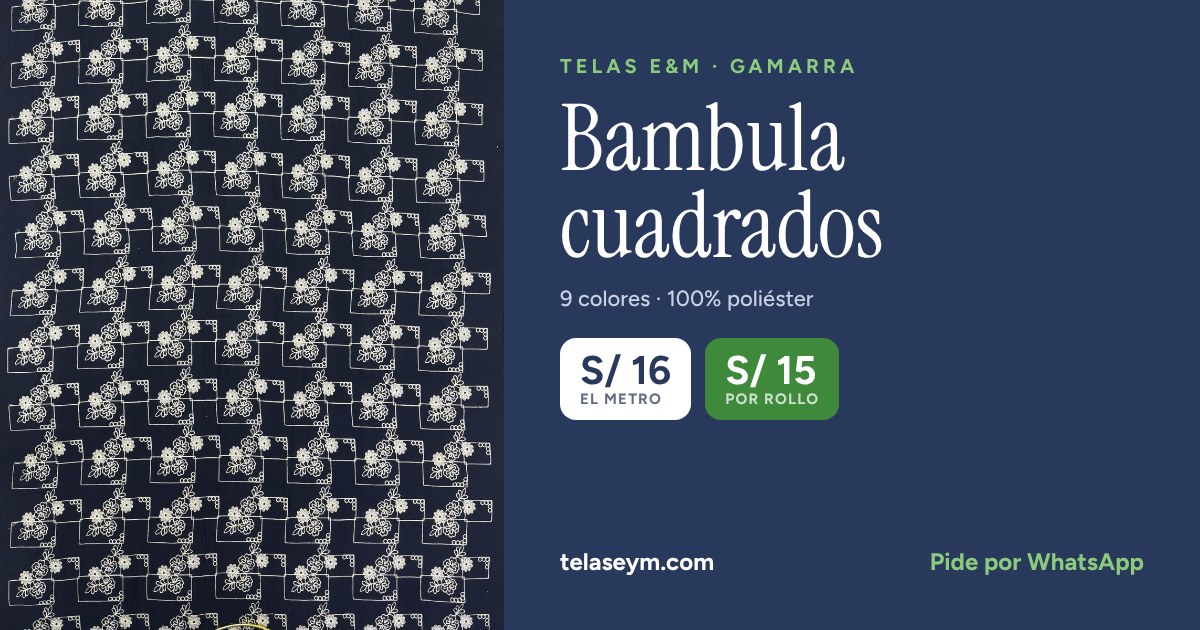 TELAS E&M · GAMARRA
Bambula
cuadrados
9 colores · 100% poliéster
S/ 16
EL METRO
S/ 15
POR ROLLO
telaseym.com
Pide por WhatsApp